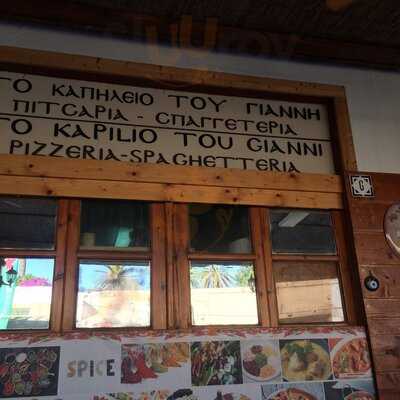 ΤΟ ΚΑΠΗΛΕΙΟ ΤΟΥ ΓΙΑΝΝΗ
ΠΙΤΣΑΡΙΑ - ΣΠΑΓΓΕΤΕΡΙΑ
TO KAPILIO TOU GIANNI
PIZZERIA-SPAGHETTERIA
SPICE